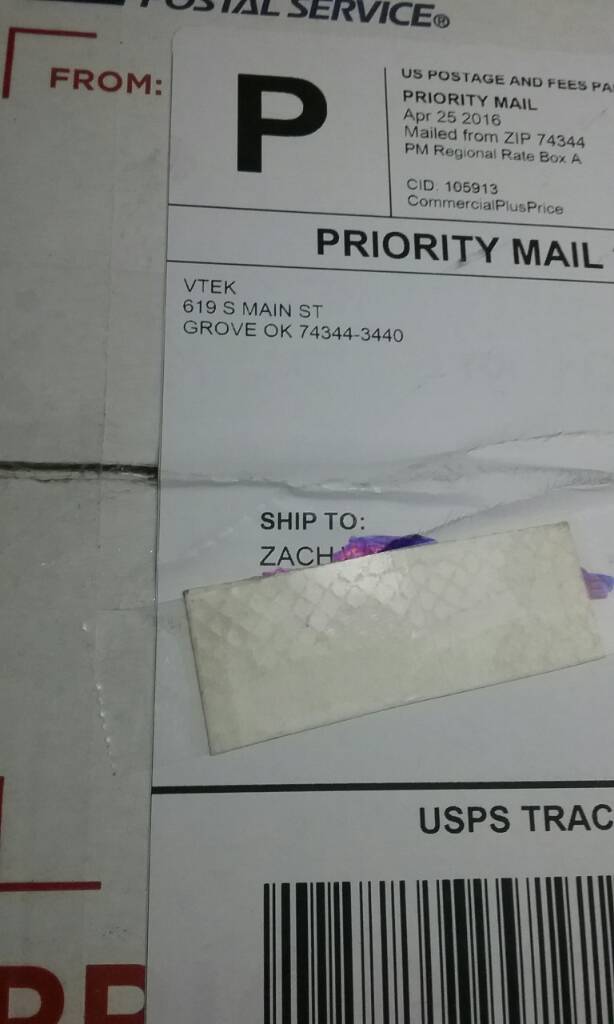 POSTAL SERVICE®
FROM:
P
US POSTAGE AND FEES PA
PRIORITY MAIL
Apr 25 2016
Mailed from ZIP 74344
PM Regional Rate Box A
CID: 105913
CommercialPlusPrice
PRIORITY MAIL
VTEK
619 S MAIN ST
GROVE OK 74344-3440
SHIP TO:
ZACH
USPS TRAC